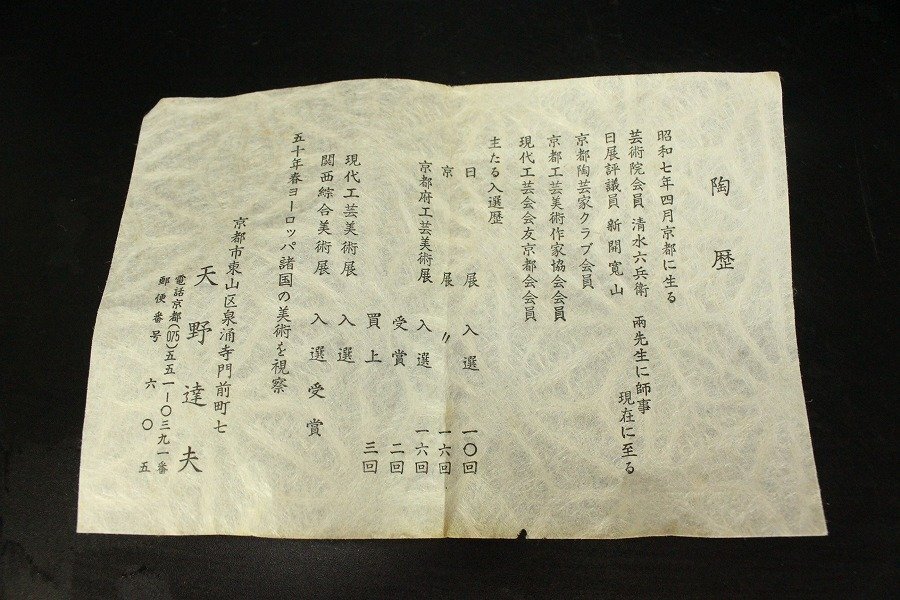 陶歴
昭和七年四月京都に生る
芸術院会員 清水六兵衛 両先生に師事
日展評議員 新開寛山 現在に至る
京都陶芸家クラブ会員
京都工芸美術作家協会会員
現代工芸会会友京都会会員
主たる入選歴
日展 入選 一〇回
京展 〃 一六回
京都府工芸美術展 入選 一六回
受賞 二回
買上 三回
現代工芸美術展 入選
関西綜合美術展 入選受賞
五十年春ヨーロッパ諸国の美術を視察
京都市東山区泉涌寺門前町七
天野達夫
電話京都(075)五五一-〇三九一番
郵便番号 六〇五